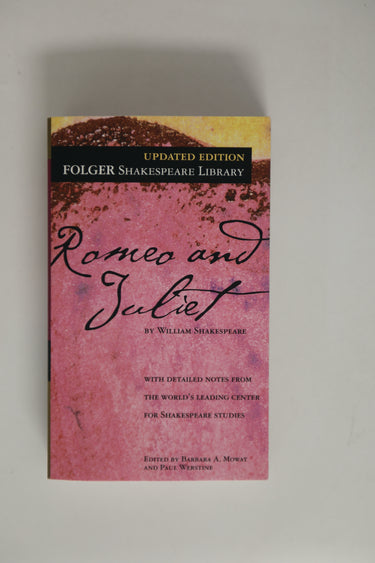 UPDATED EDITION
FOLGER SHAKESPEARE LIBRARY
Romeo and
Juliet
BY WILLIAM SHAKESPEARE
WITH DETAILED NOTES FROM
THE WORLD'S LEADING CENTER
FOR SHAKESPEARE STUDIES
EDITED BY BARBARA A. MOWAT
AND PAUL WERSTINE